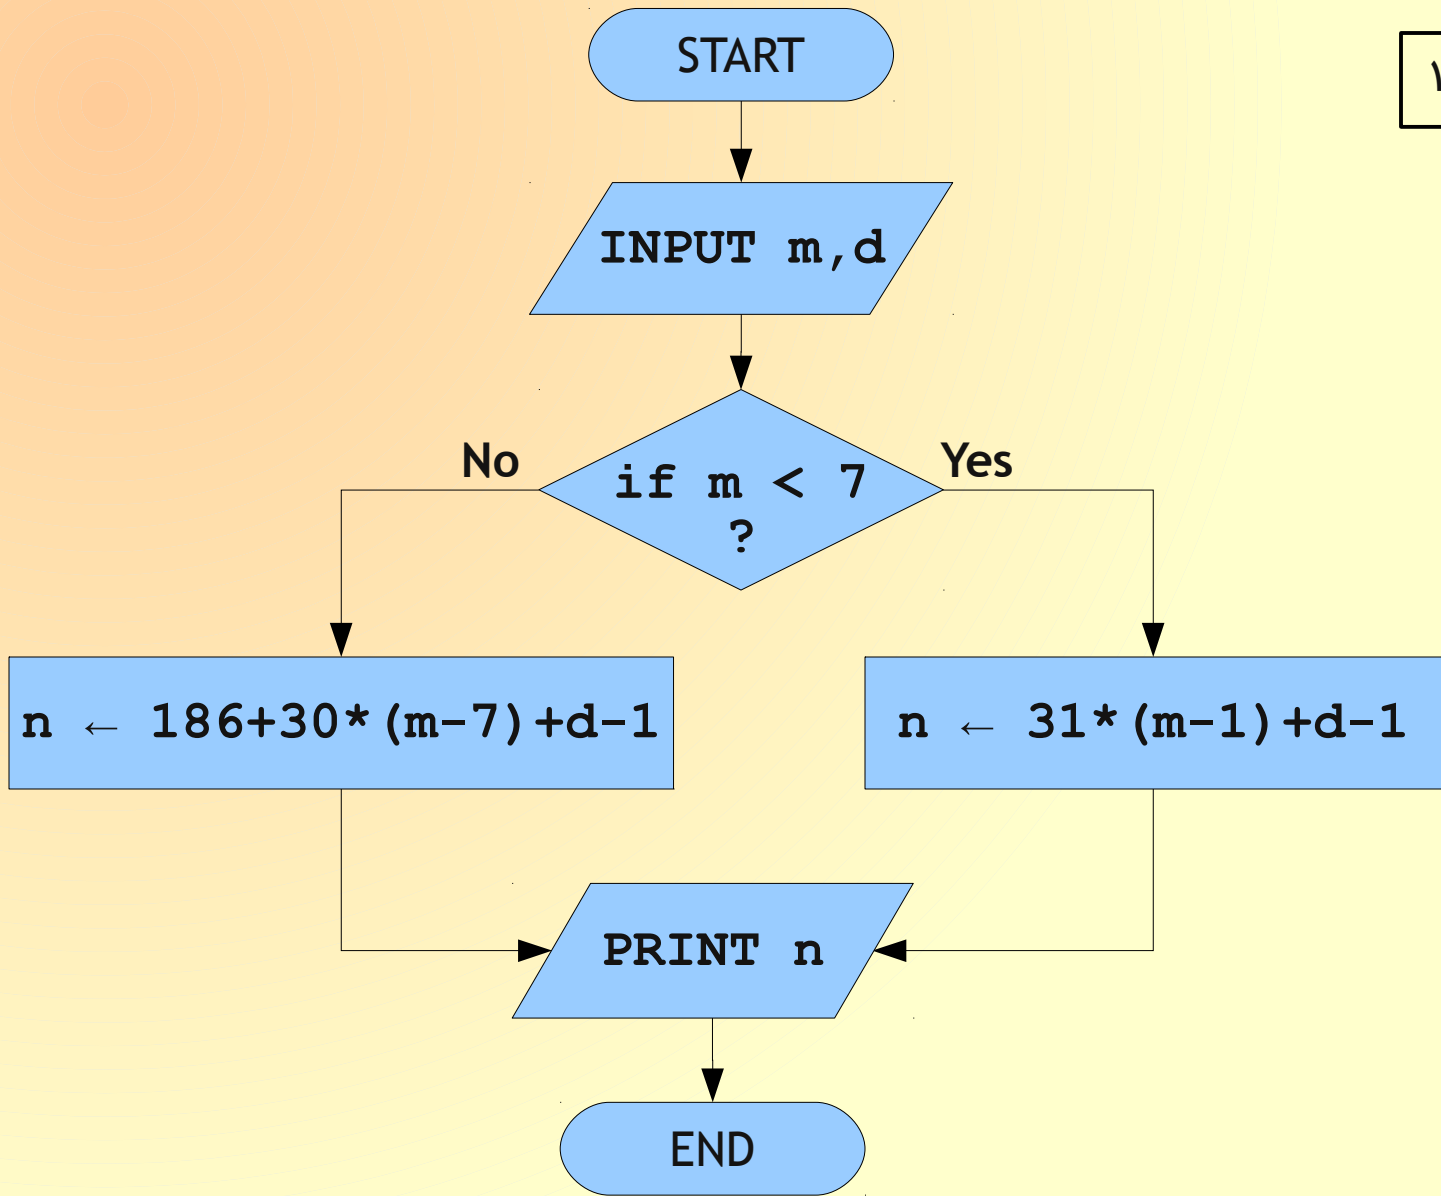 START
INPUT m,d
No
Yes
if m < 7
?
n ← 186+30*(m-7)+d-1
n ← 31*(m-1)+d-1
PRINT n
END